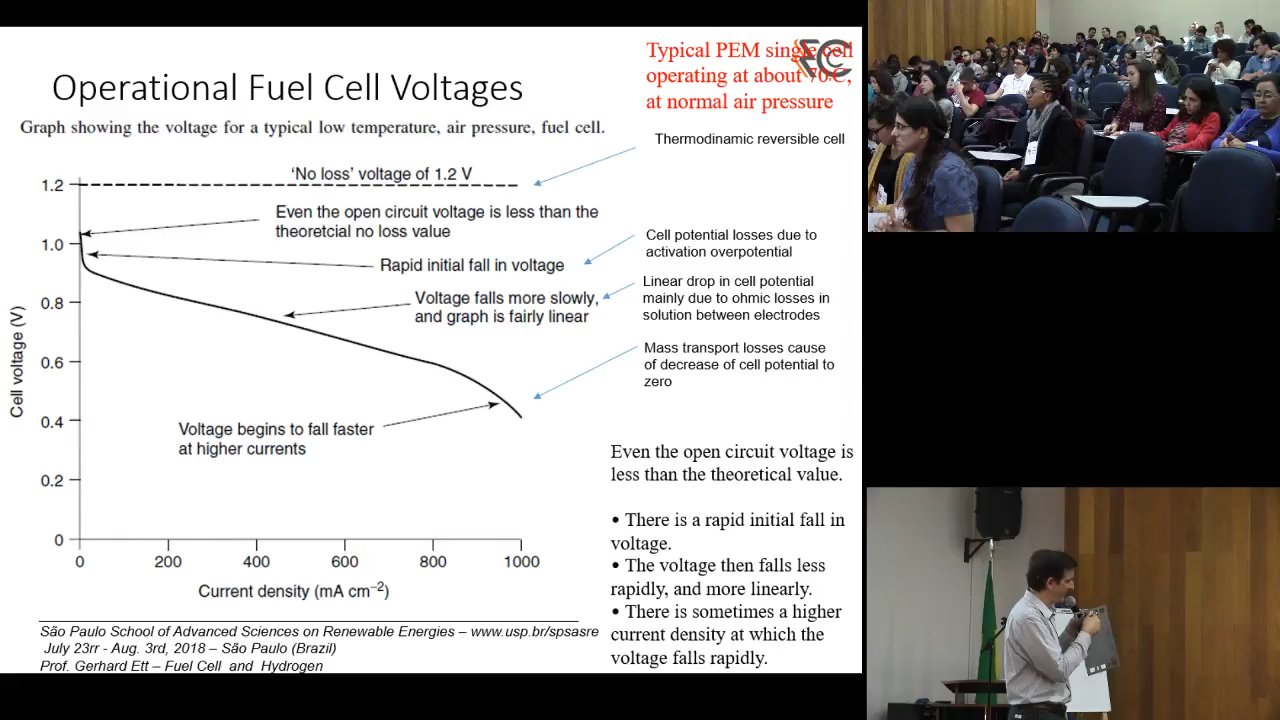 Operational Fuel Cell Voltages
Graph showing the voltage for a typical low temperature, air pressure, fuel cell.
Typical PEM single cell
operating at about 70◦C,
at normal air pressure
Thermodinamic reversible cell
'No loss' voltage of 1.2 V
Even the open circuit voltage is less than the
theoretcial no loss value
Rapid initial fall in voltage
Voltage falls more slowly,
and graph is fairly linear
Voltage begins to fall faster
at higher currents
Cell voltage (V)
1.2
1.0
0.8
0.6
0.4
0.2
0
0 200 400 600 800 1000
Current density (mA cm⁻²)
Cell potential losses due to
activation overpotential
Linear drop in cell potential
mainly due to ohmic losses in
solution between electrodes
Mass transport losses cause
of decrease of cell potential to
zero
Even the open circuit voltage is
less than the theoretical value.
• There is a rapid initial fall in
voltage.
• The voltage then falls less
rapidly, and more linearly.
• There is sometimes a higher
current density at which the
voltage falls rapidly.
São Paulo School of Advanced Sciences on Renewable Energies – www.usp.br/spsasre
July 23rr - Aug. 3rd, 2018 – São Paulo (Brazil)
Prof. Gerhard Ett – Fuel Cell and Hydrogen